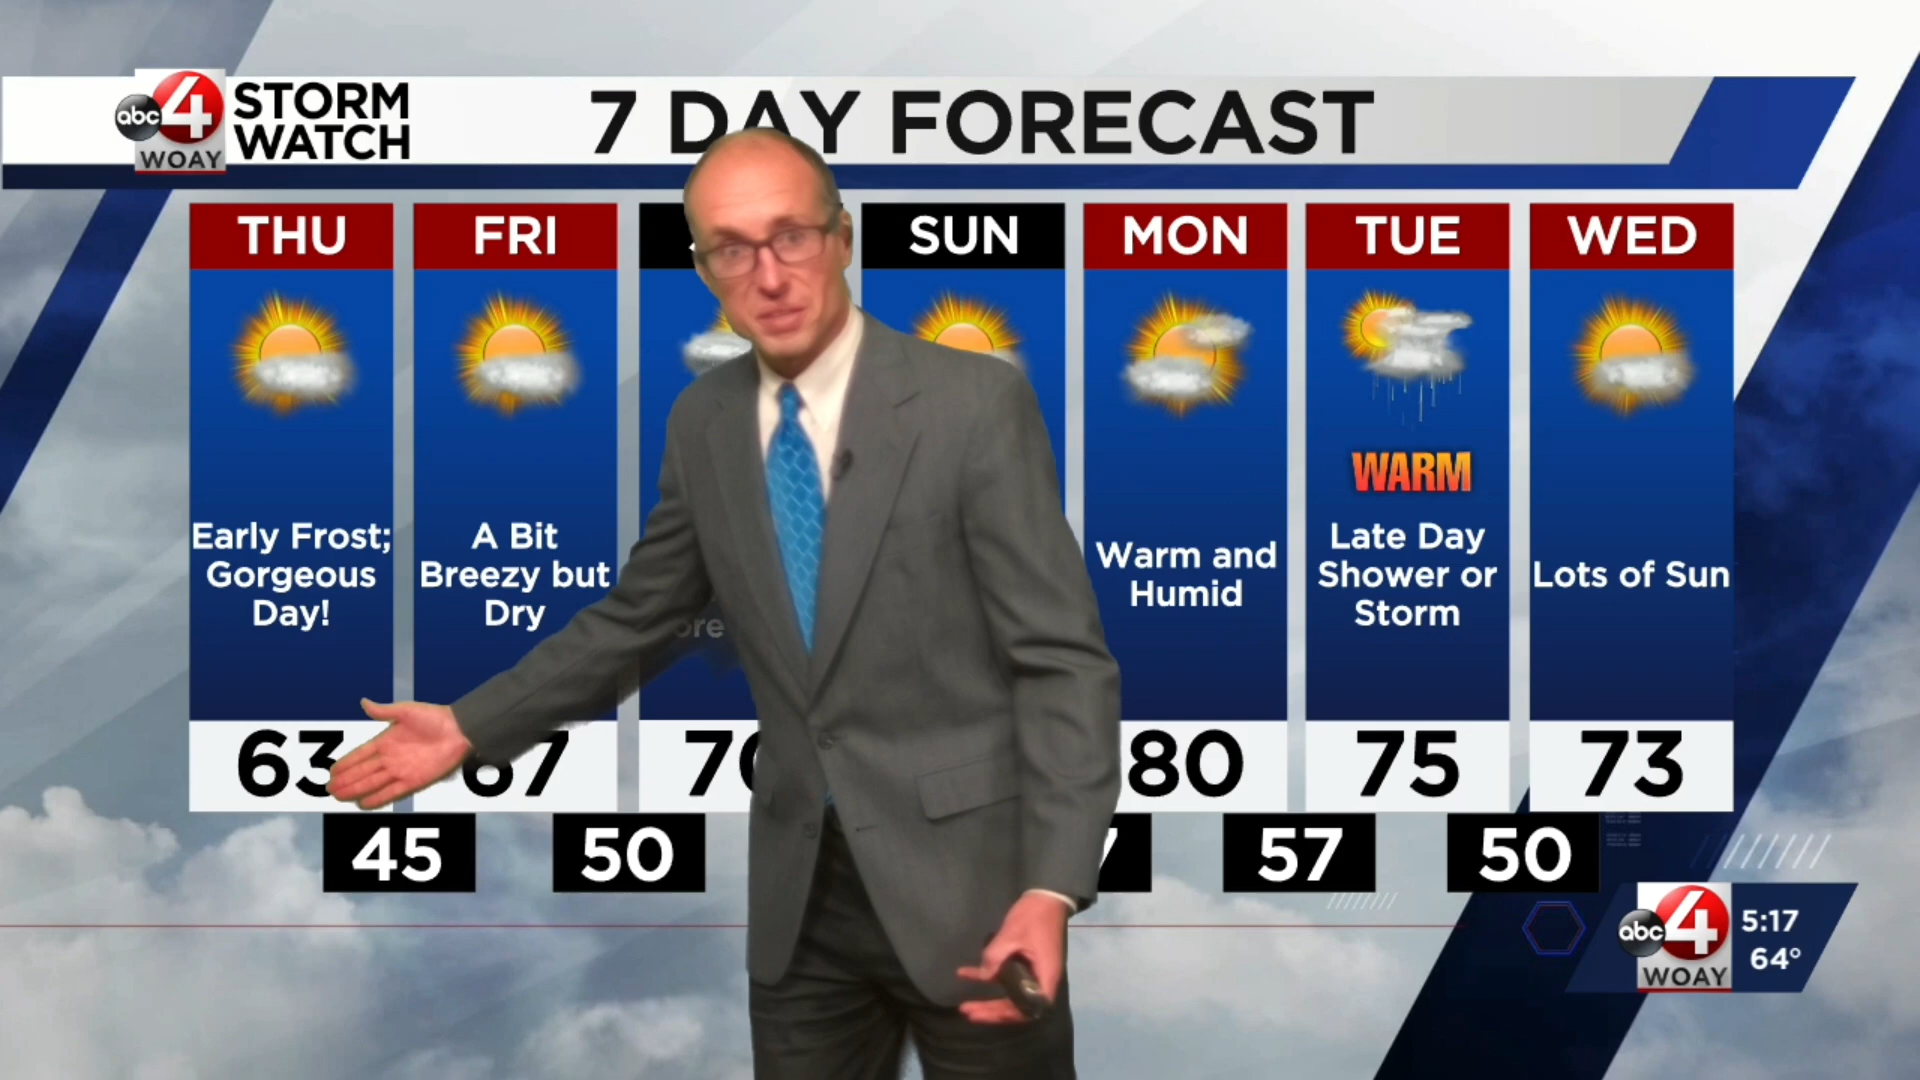 abc 4
WOAY
STORM
WATCH
7 DAY FORECAST
THU
FRI
SUN
MON
TUE
WED
WARM
Early Frost;
Gorgeous
Day!
A Bit
Breezy but
Dry
Warm and
Humid
Late Day
Shower or
Storm
Lots of Sun
63
67
70
80
75
73
45
50
57
50
abc 4
WOAY
5:17
64°